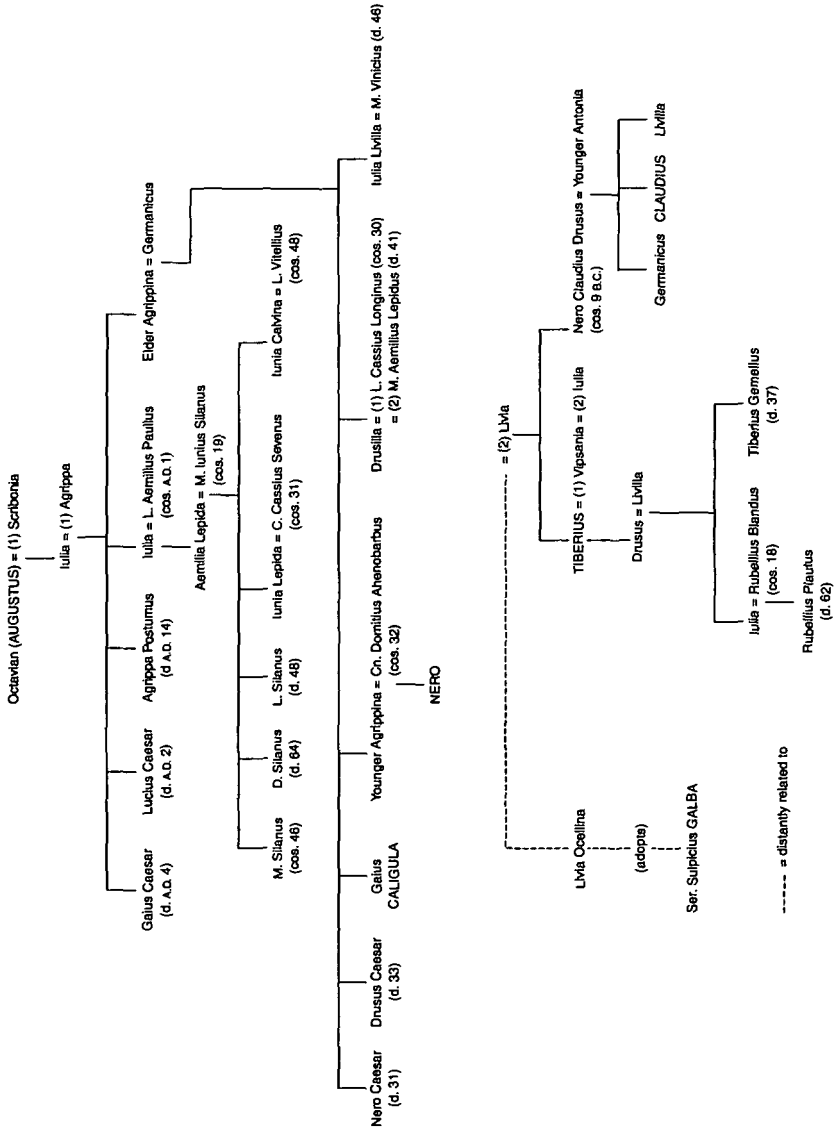 Octavian (AUGUSTUS) = (1) Scribonia
Iulia = (1) Agrippa
Gaius Caesar
(d. A.D. 4)
Lucius Caesar
(d. A.D. 2)
Agrippa Postumus
(d A.D. 14)
Iulia = L. Aemilius Paullus
(cos. A.D. 1)
Elder Agrippina = Germanicus
Aemilia Lepida = M. Iunius Silanus
(cos. 19)
M. Silanus
(cos. 46)
D. Silanus
(d. 64)
L. Silanus
(d. 48)
Iunia Lepida = C. Cassius Severus
(cos. 31)
Iunia Calvina = L. Vitellius
(cos. 48)
Nero Caesar
(d. 31)
Drusus Caesar
(d. 33)
Gaius
CALIGULA
Younger Agrippina = Cn. Domitius Ahenobarbus
(cos. 32)
Drusilla = (1) L. Cassius Longinus (cos. 30)
= (2) M. Aemilius Lepidus (d. 41)
Iulia Livilla = M. Vinicius (d. 46)
NERO
= (2) Livia
Livia Ocellina
(adopts)
Ser. Sulpicius GALBA
TIBERIUS = (1) Vipsania = (2) Iulia
Nero Claudius Drusus = Younger Antonia
(cos. 9 B.C.)
Drusus = Livilla
Germanicus
CLAUDIUS
Livilla
Iulia = Rubellius Blandus
(cos. 18)
Tiberius Gemellus
(d. 37)
Rubellius Plautus
(d. 62)
----- = distantly related to